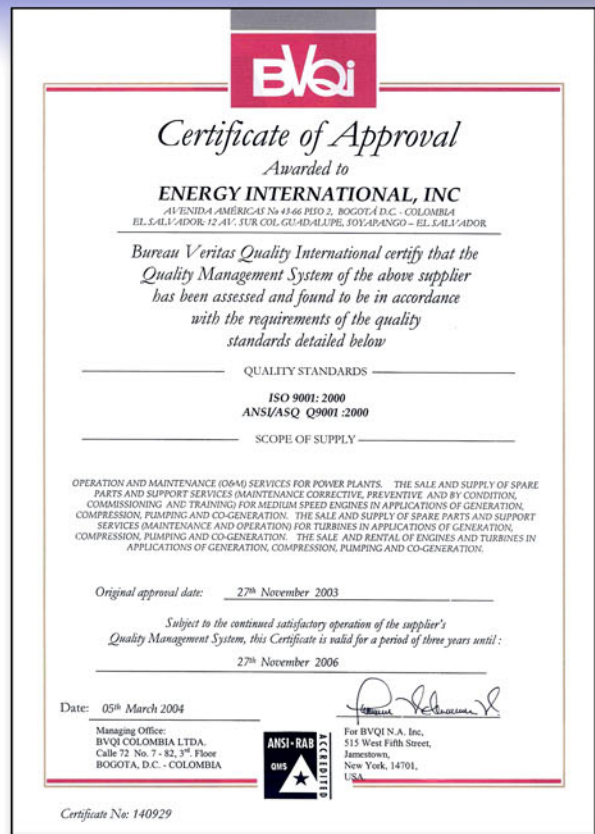 BVQi
Certificate of Approval
Awarded to
ENERGY INTERNATIONAL, INC
AVENIDA AMÉRICAS No 43-66 PISO 2, BOGOTÁ D.C. - COLOMBIA
EL SALVADOR: 12 AV. SUR COL GUADALUPE, SOYAPANGO – EL SALVADOR
Bureau Veritas Quality International certify that the
Quality Management System of the above supplier
has been assessed and found to be in accordance
with the requirements of the quality
standards detailed below
QUALITY STANDARDS
ISO 9001: 2000
ANSI/ASQ Q9001 :2000
SCOPE OF SUPPLY
OPERATION AND MAINTENANCE (O&M) SERVICES FOR POWER PLANTS. THE SALE AND SUPPLY OF SPARE
PARTS AND SUPPORT SERVICES (MAINTENANCE CORRECTIVE, PREVENTIVE AND BY CONDITION,
COMMISSIONING AND TRAINING) FOR MEDIUM SPEED ENGINES IN APPLICATIONS OF GENERATION,
COMPRESSION, PUMPING AND CO-GENERATION. THE SALE AND SUPPLY OF SPARE PARTS AND SUPPORT
SERVICES (MAINTENANCE AND OPERATION) FOR TURBINES IN APPLICATIONS OF GENERATION,
COMPRESSION, PUMPING AND CO-GENERATION. THE SALE AND RENTAL OF ENGINES AND TURBINES IN
APPLICATIONS OF GENERATION, COMPRESSION, PUMPING AND CO-GENERATION.
Original approval date: 27th November 2003
Subject to the continued satisfactory operation of the supplier's
Quality Management System, this Certificate is valid for a period of three years until :
27th November 2006
Date: 05th March 2004
Managing Office:
BVQI COLOMBIA LTDA.
Calle 72 No. 7 - 82, 3rd. Floor
BOGOTA, D.C. - COLOMBIA
ANSI•RAB
QMS
ACCREDITED
For BVQI N.A. Inc,
515 West Fifth Street,
Jamestown,
New York, 14701,
USA
Certificate No: 140929